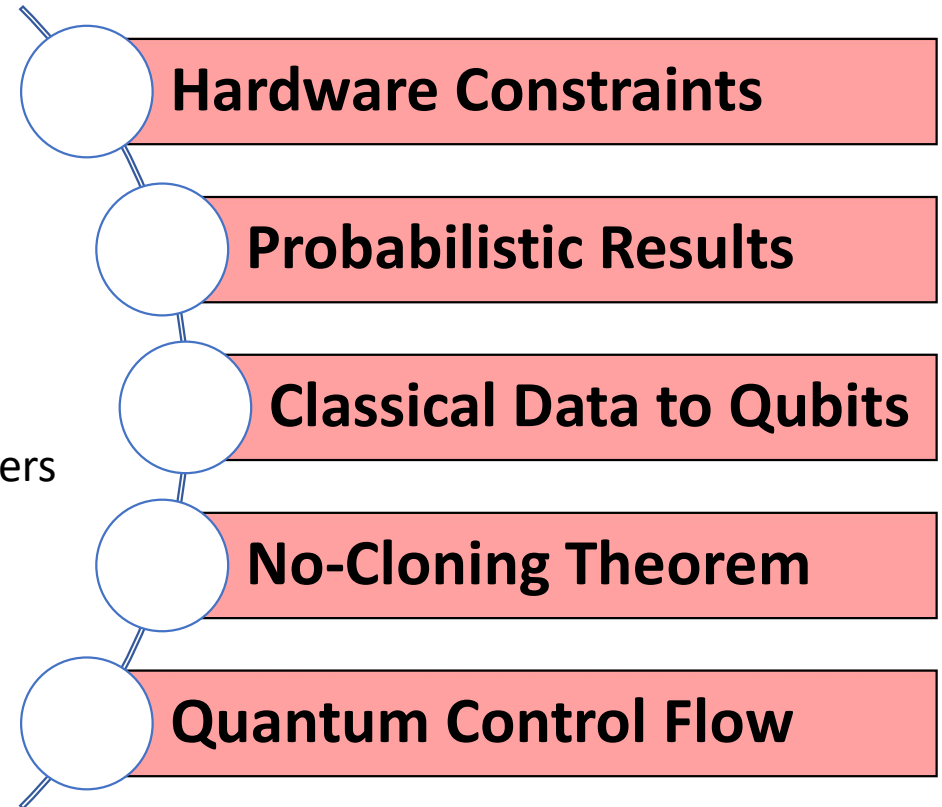 Hardware Constraints
Probabilistic Results
Classical Data to Qubits
ers
No-Cloning Theorem
Quantum Control Flow